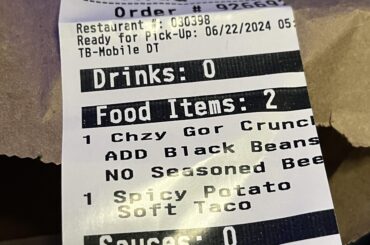 Order #
Restaurant #: 030398
Ready for Pick-Up: 06/22/2024 05:
TB-Mobile DT
Drinks: 0
Food Items: 2
1 Chzy Gor Crunch
ADD Black Beans
NO Seasoned Bee
1 Spicy Potato
Soft Taco
Sauces: 0